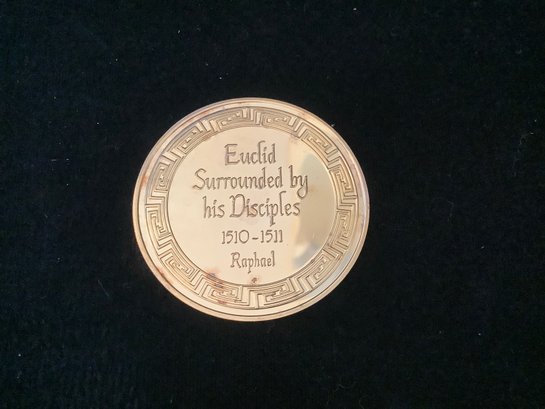 Euclid
Surrounded by
his Disciples
1510-1511
Raphael